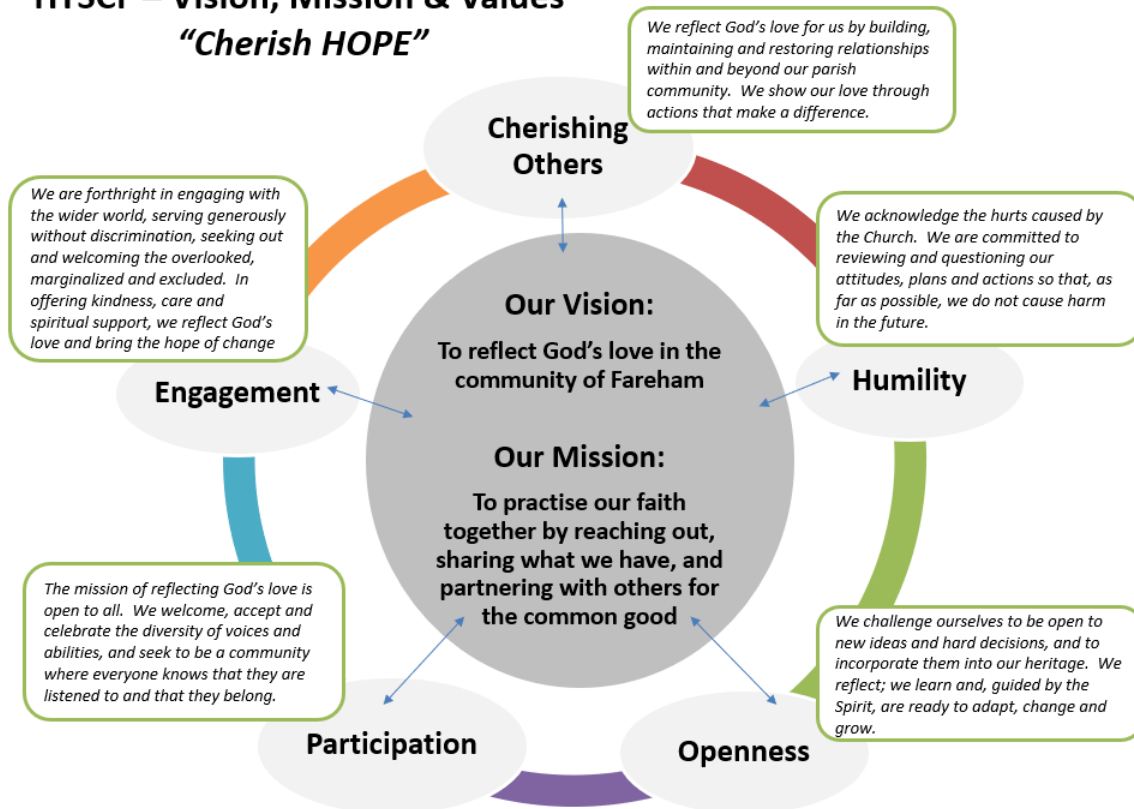 – Vision, Mission & Values
“Cherish HOPE”
We reflect God’s love for us by building,
maintaining and restoring relationships
within and beyond our parish
community.  We show our love through
actions that make a difference.
Cherishing
Others
We are forthright in engaging with
the wider world, serving generously
without discrimination, seeking out
and welcoming the overlooked,
marginalized and excluded.  In
offering kindness, care and
spiritual support, we reflect God’s
love and bring the hope of change
We acknowledge the hurts caused by
the Church.  We are committed to
reviewing and questioning our
attitudes, plans and actions so that, as
far as possible, we do not cause harm
in the future.
Engagement
Humility
Our Vision:
To reflect God’s love in the
community of Fareham
Our Mission:
To practise our faith
together by reaching out,
sharing what we have, and
partnering with others for
the common good
The mission of reflecting God’s love is
open to all.  We welcome, accept and
celebrate the diversity of voices and
abilities, and seek to be a community
where everyone knows that they are
listened to and that they belong.
We challenge ourselves to be open to
new ideas and hard decisions, and to
incorporate them into our heritage.  We
reflect; we learn and, guided by the
Spirit, are ready to adapt, change and
grow.
Participation
Openness